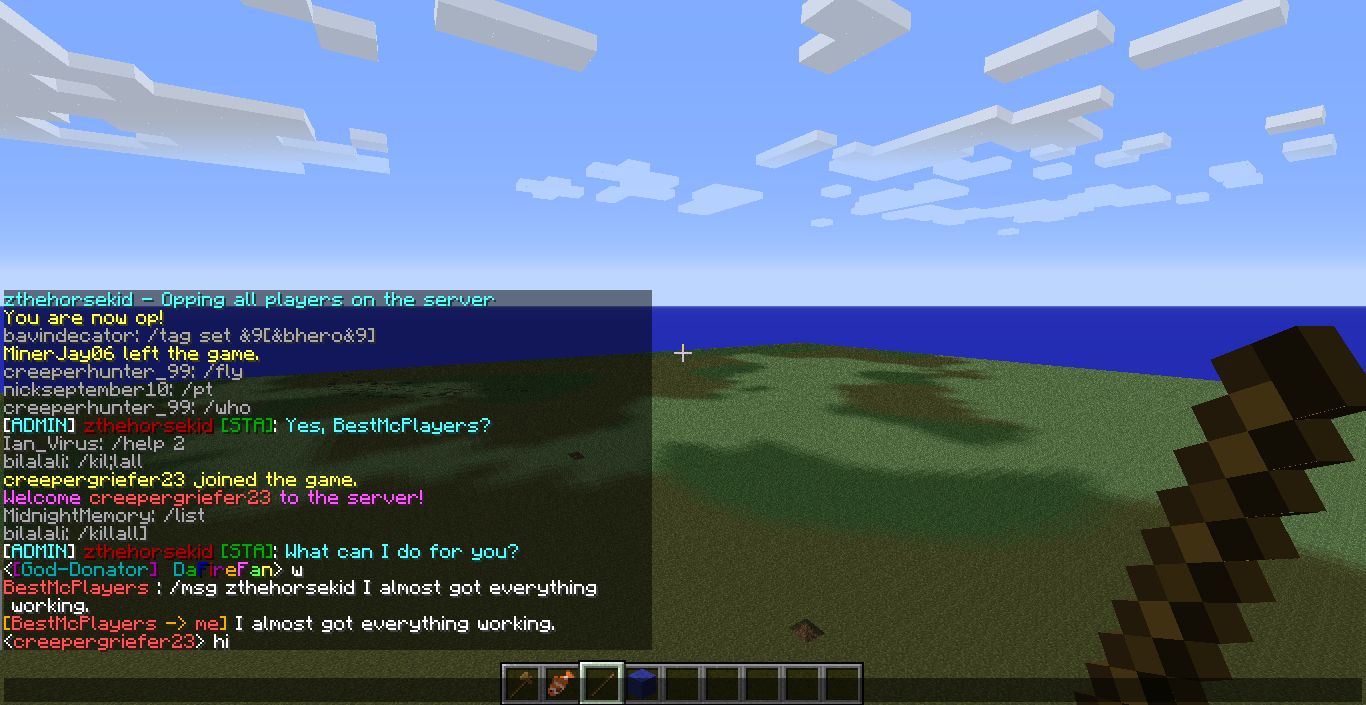 zthehorsekid - Opping all players on the server
You are now op!
bavindecator: /tag set &9[&bhero&9]
MinerJay06 left the game.
creeperhunter_99: /fly
nickseptember10: /pt
creeperhunter_99: /who
[ADMIN] zthehorsekid [STA]: Yes, BestMcPlayers?
Ian_Virus: /help 2
bilalali: /kil;lall
creepergriefer23 joined the game.
Welcome creepergriefer23 to the server!
MidnightMemory: /list
bilalali: /killall]
[ADMIN] zthehorsekid [STA]: What can I do for you?
<[God-Donator] DaFireFan> w
BestMcPlayers : /msg zthehorsekid I almost got everything
working.
[BestMcPlayers -> me] I almost got everything working.
<creepergriefer23> hi